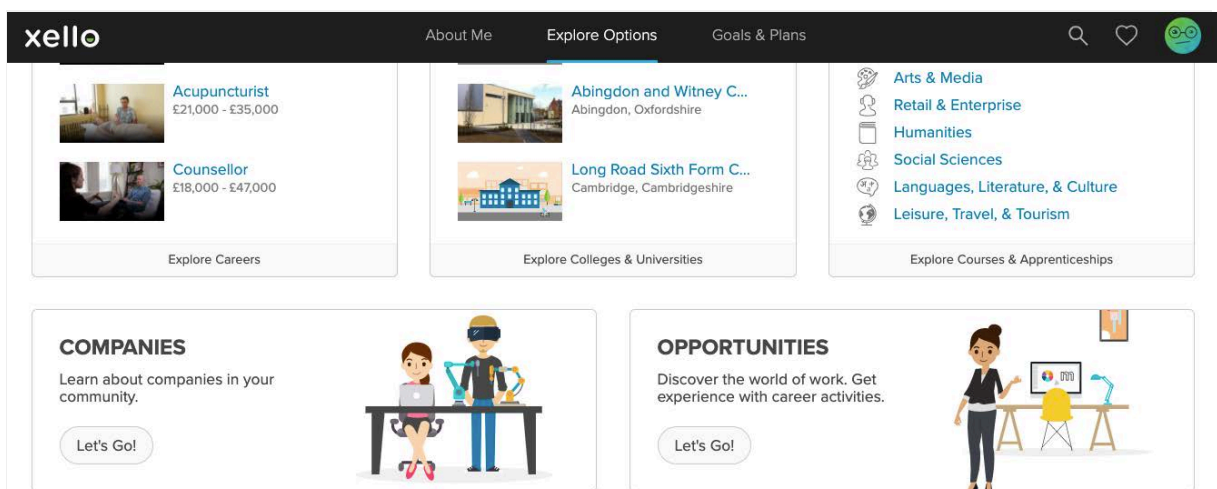 xello
About Me
Explore Options
Goals & Plans
Acupuncturist
£21,000 - £35,000
Counsellor
£18,000 - £47,000
Explore Careers
Abingdon and Witney C...
Abingdon, Oxfordshire
Long Road Sixth Form C...
Cambridge, Cambridgeshire
Explore Colleges & Universities
Arts & Media
Retail & Enterprise
Humanities
Social Sciences
Languages, Literature, & Culture
Leisure, Travel, & Tourism
Explore Courses & Apprenticeships
COMPANIES
Learn about companies in your
community.
Let's Go!
OPPORTUNITIES
Discover the world of work. Get
experience with career activities.
Let's Go!